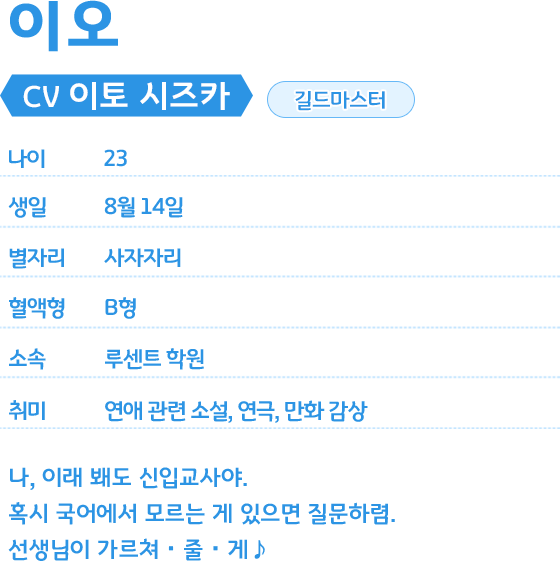 이오
CV 이토 시즈카 길드마스터
나이 23
생일 8월 14일
별자리 사자자리
혈액형 B형
소속 루센트 학원
취미 연애 관련 소설, 연극, 만화 감상
나, 이래 봬도 신입교사야.
혹시 국어에서 모르는 게 있으면 질문하렴.
선생님이 가르쳐・줄・게♪